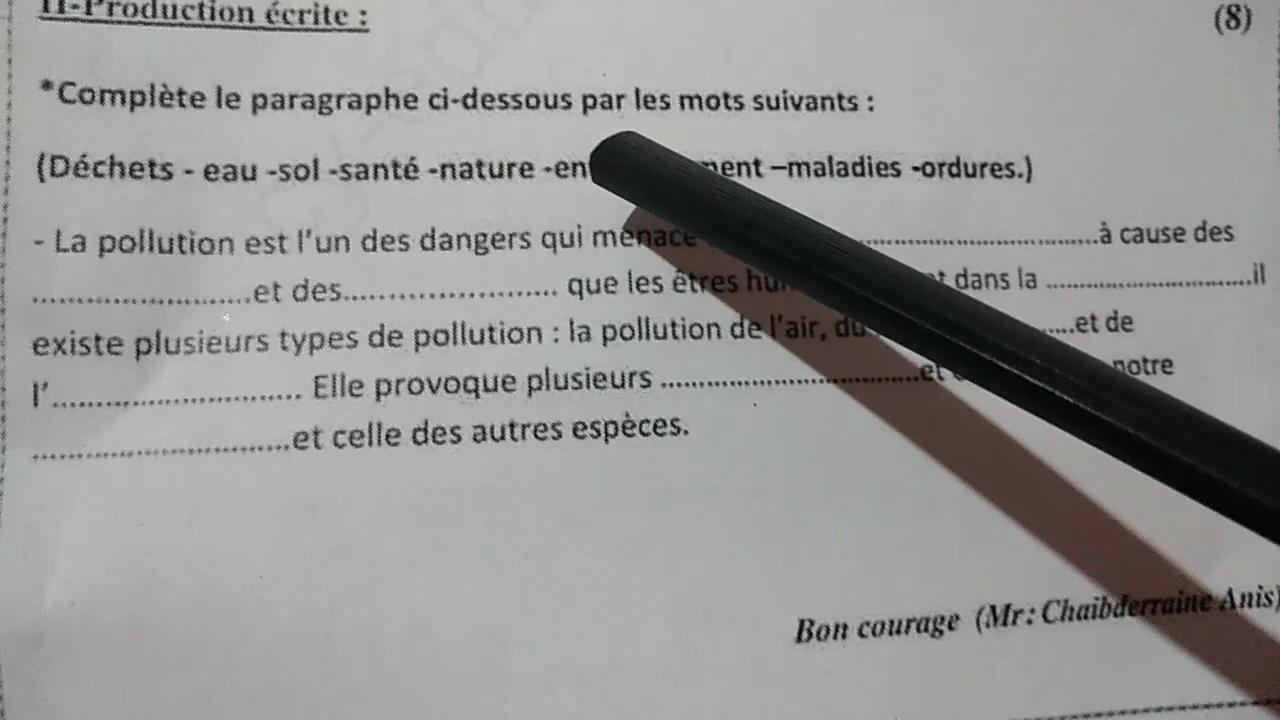 II-Production écrite : (8)
*Complète le paragraphe ci-dessous par les mots suivants :
(Déchets - eau -sol -santé -nature -en ment –maladies -ordures.)
- La pollution est l'un des dangers qui menace ................................à cause des
..............................et des............................. que les êtres dans la .............................il
existe plusieurs types de pollution : la pollution de l'air, du .....et de
l'................................ Elle provoque plusieurs ..................................et notre
.................................et celle des autres espèces.
Bon courage (Mr: Chaibderraine Anis)